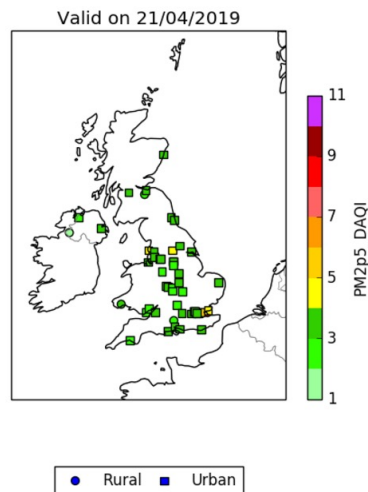 Valid on 21/04/2019
11
9
7
5
3
1
PM2p5 DAQI
Rural Urban